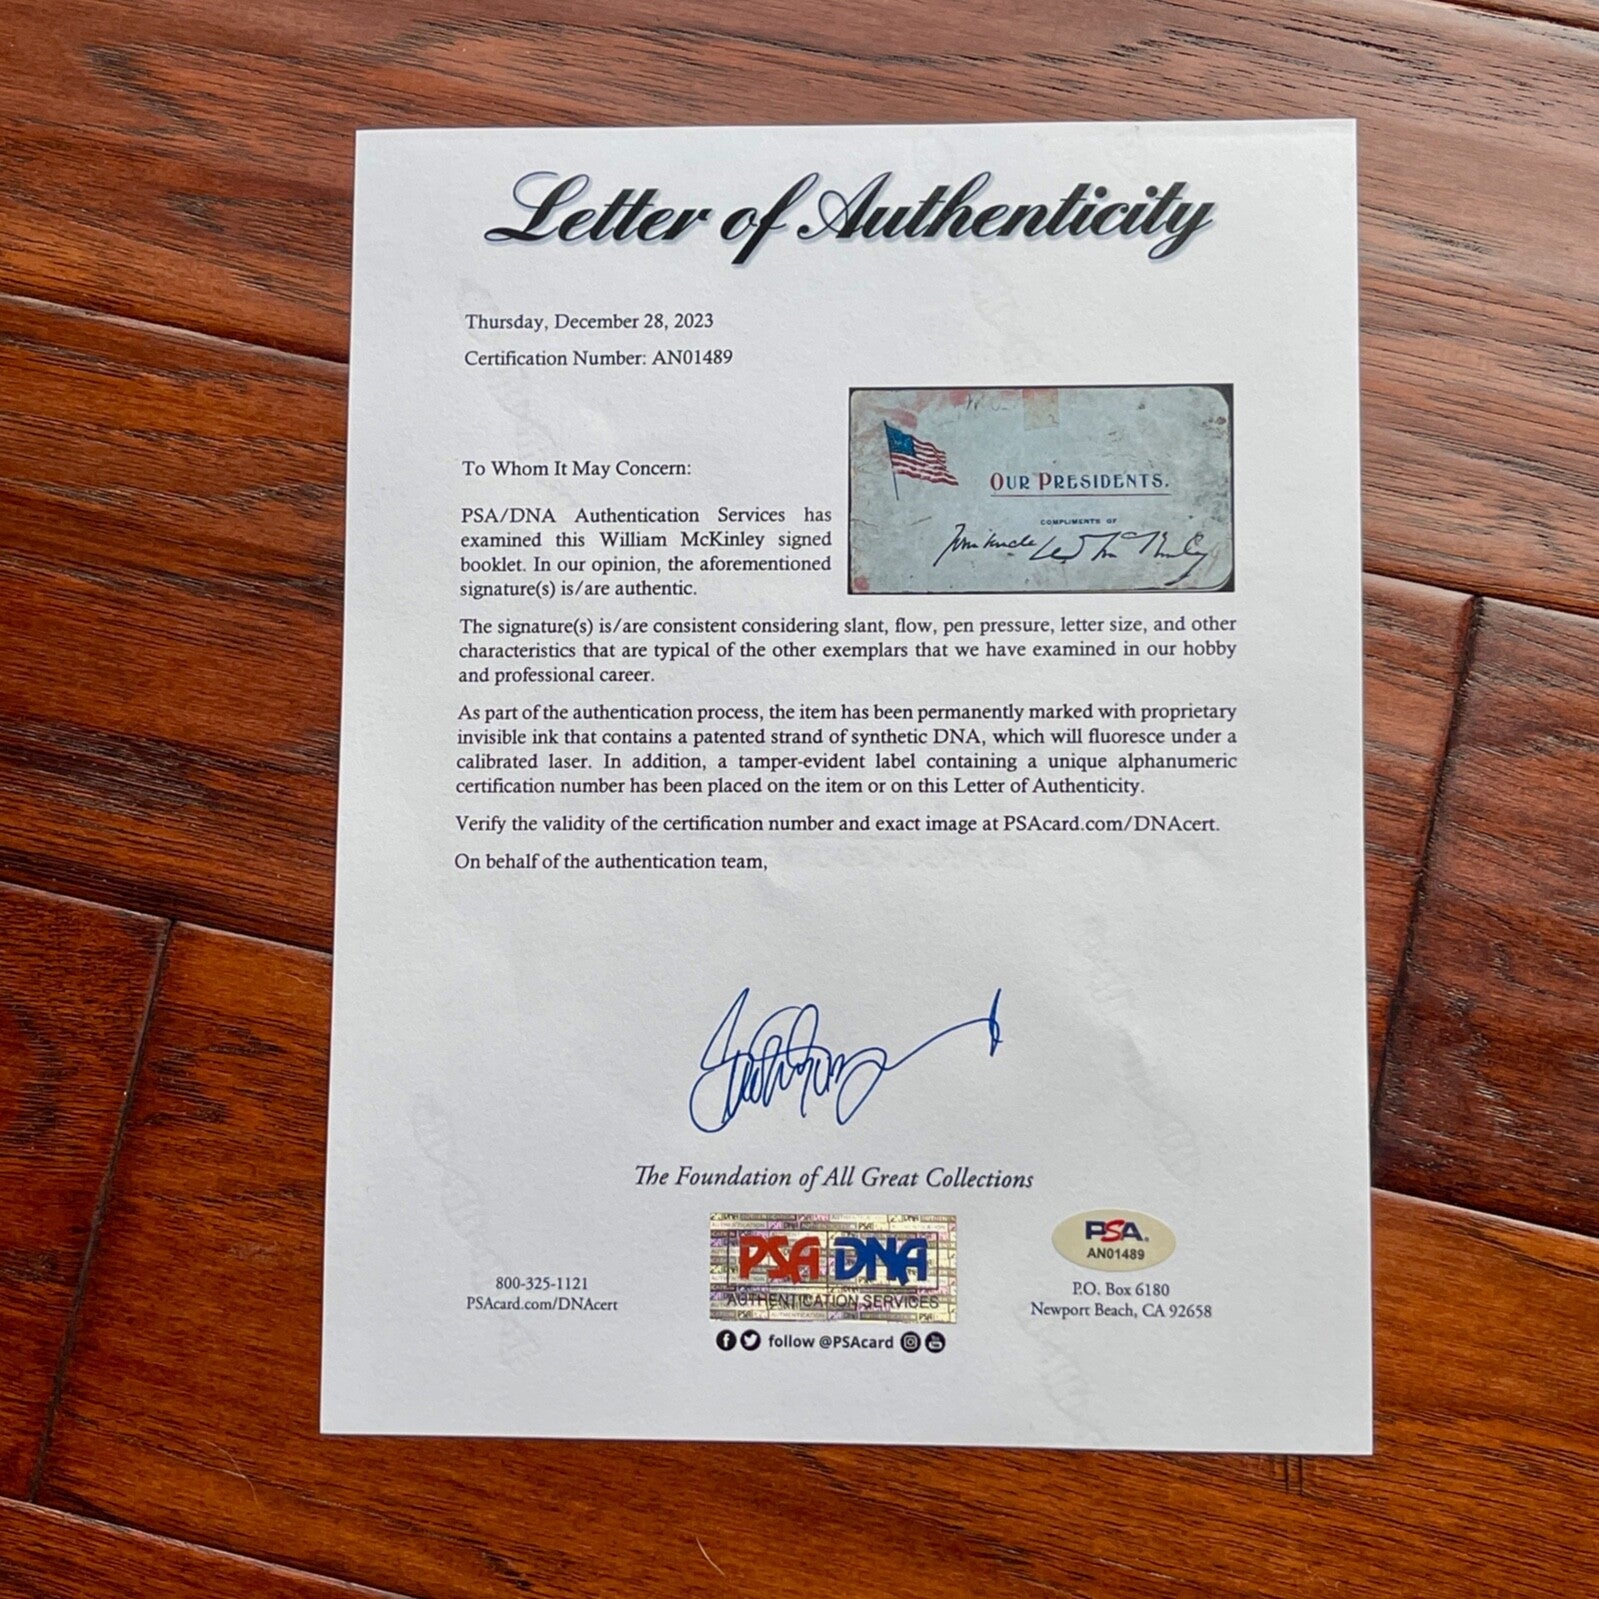 Letter of Authenticity
Thursday, December 28, 2023
Certification Number: AN01489
To Whom It May Concern:
PSA/DNA Authentication Services has
examined this William McKinley signed
booklet. In our opinion, the aforementioned
signature(s) is/are authentic.
OUR PRESIDENTS.
COMPLIMENTS OF
McKinley
The signature(s) is/are consistent considering slant, flow, pen pressure, letter size, and other
characteristics that are typical of the other exemplars that we have examined in our hobby
and professional career.
As part of the authentication process, the item has been permanently marked with proprietary
invisible ink that contains a patented strand of synthetic DNA, which will fluoresce under a
calibrated laser. In addition, a tamper-evident label containing a unique alphanumeric
certification number has been placed on the item or on this Letter of Authenticity.
Verify the validity of the certification number and exact image at PSAcard.com/DNAcert.
On behalf of the authentication team,
The Foundation of All Great Collections
800-325-1121
PSAcard.com/DNAcert
PSA DNA
AUTHENTICATION SERVICES
follow @PSAcard
PSA.
AN01489
P.O. Box 6180
Newport Beach, CA 92658